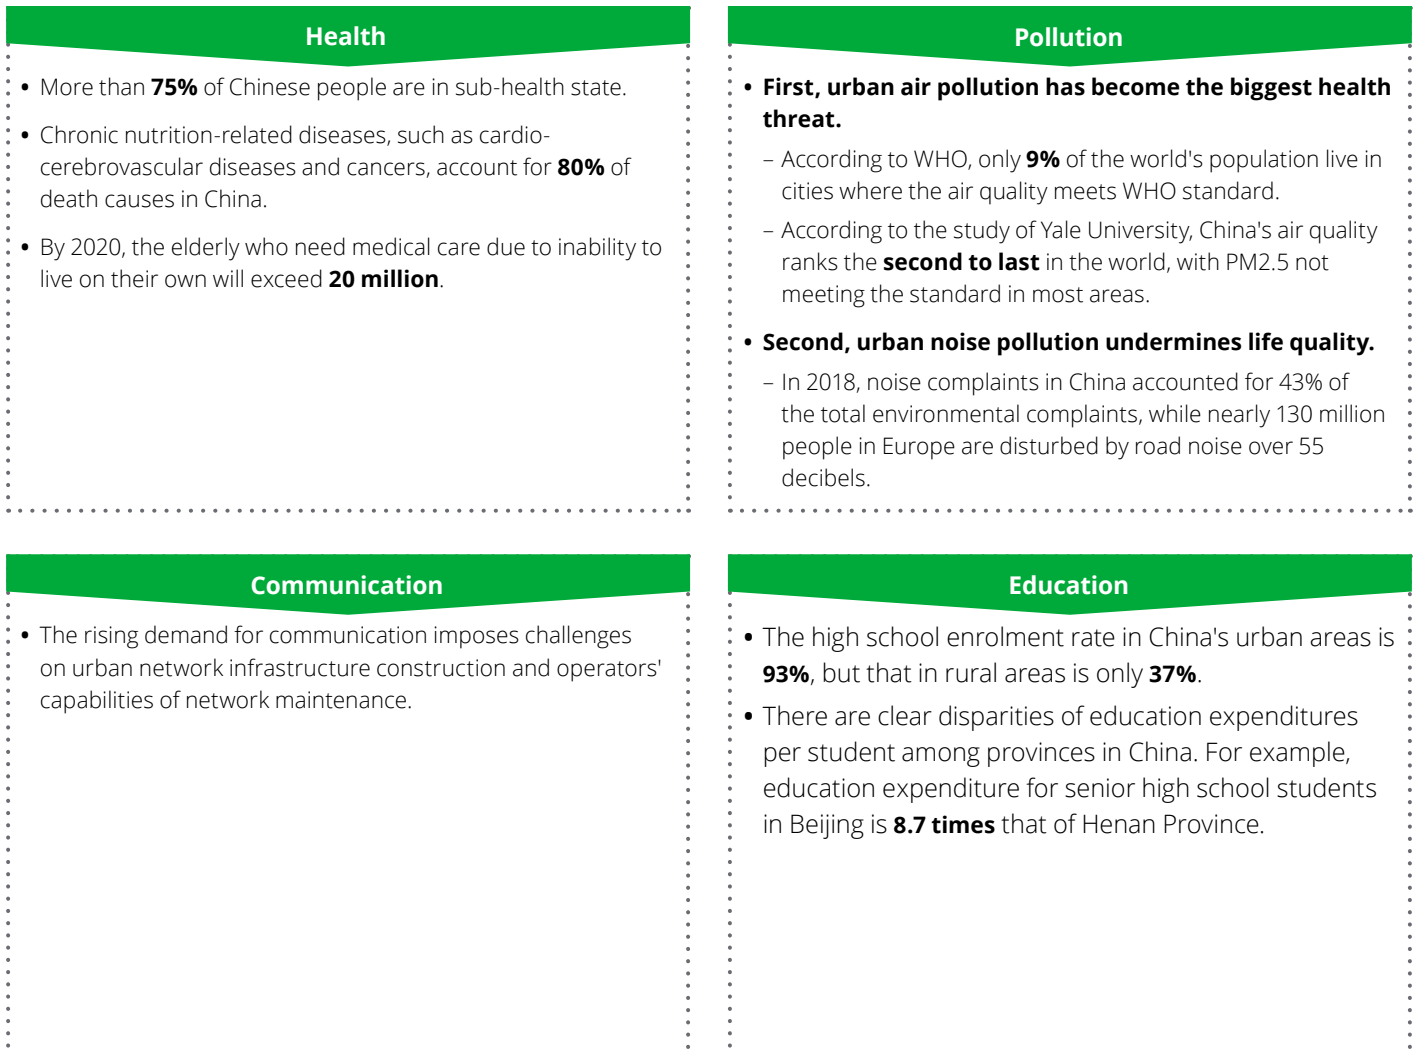 Health
• More than 75% of Chinese people are in sub-health state.
• Chronic nutrition-related diseases, such as cardio-
cerebrovascular diseases and cancers, account for 80% of
death causes in China.
• By 2020, the elderly who need medical care due to inability to
live on their own will exceed 20 million.
Pollution
• First, urban air pollution has become the biggest health
threat.
– According to WHO, only 9% of the world's population live in
cities where the air quality meets WHO standard.
– According to the study of Yale University, China's air quality
ranks the second to last in the world, with PM2.5 not
meeting the standard in most areas.
• Second, urban noise pollution undermines life quality.
– In 2018, noise complaints in China accounted for 43% of
the total environmental complaints, while nearly 130 million
people in Europe are disturbed by road noise over 55
decibels.
Communication
• The rising demand for communication imposes challenges
on urban network infrastructure construction and operators'
capabilities of network maintenance.
Education
• The high school enrolment rate in China's urban areas is
93%, but that in rural areas is only 37%.
• There are clear disparities of education expenditures
per student among provinces in China. For example,
education expenditure for senior high school students
in Beijing is 8.7 times that of Henan Province.